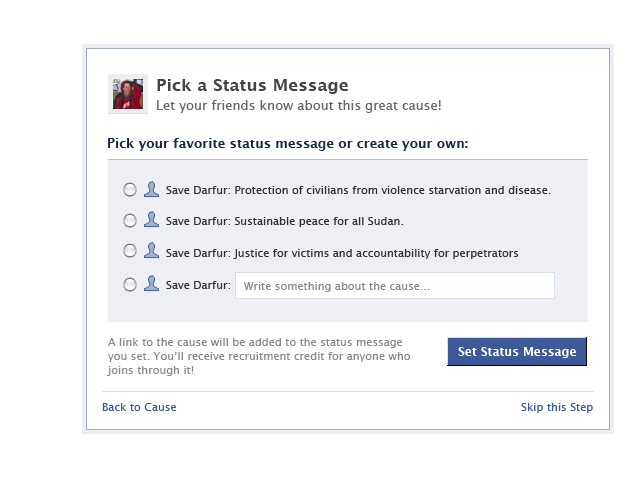 Pick a Status Message
Let your friends know about this great cause!
Pick your favorite status message or create your own:
Save Darfur: Protection of civilians from violence starvation and disease.
Save Darfur: Sustainable peace for all Sudan.
Save Darfur: Justice for victims and accountability for perpetrators
Save Darfur: Write something about the cause...
A link to the cause will be added to the status message
you set. You'll receive recruitment credit for anyone who
joins through it!
Set Status Message
Back to Cause
Skip this Step